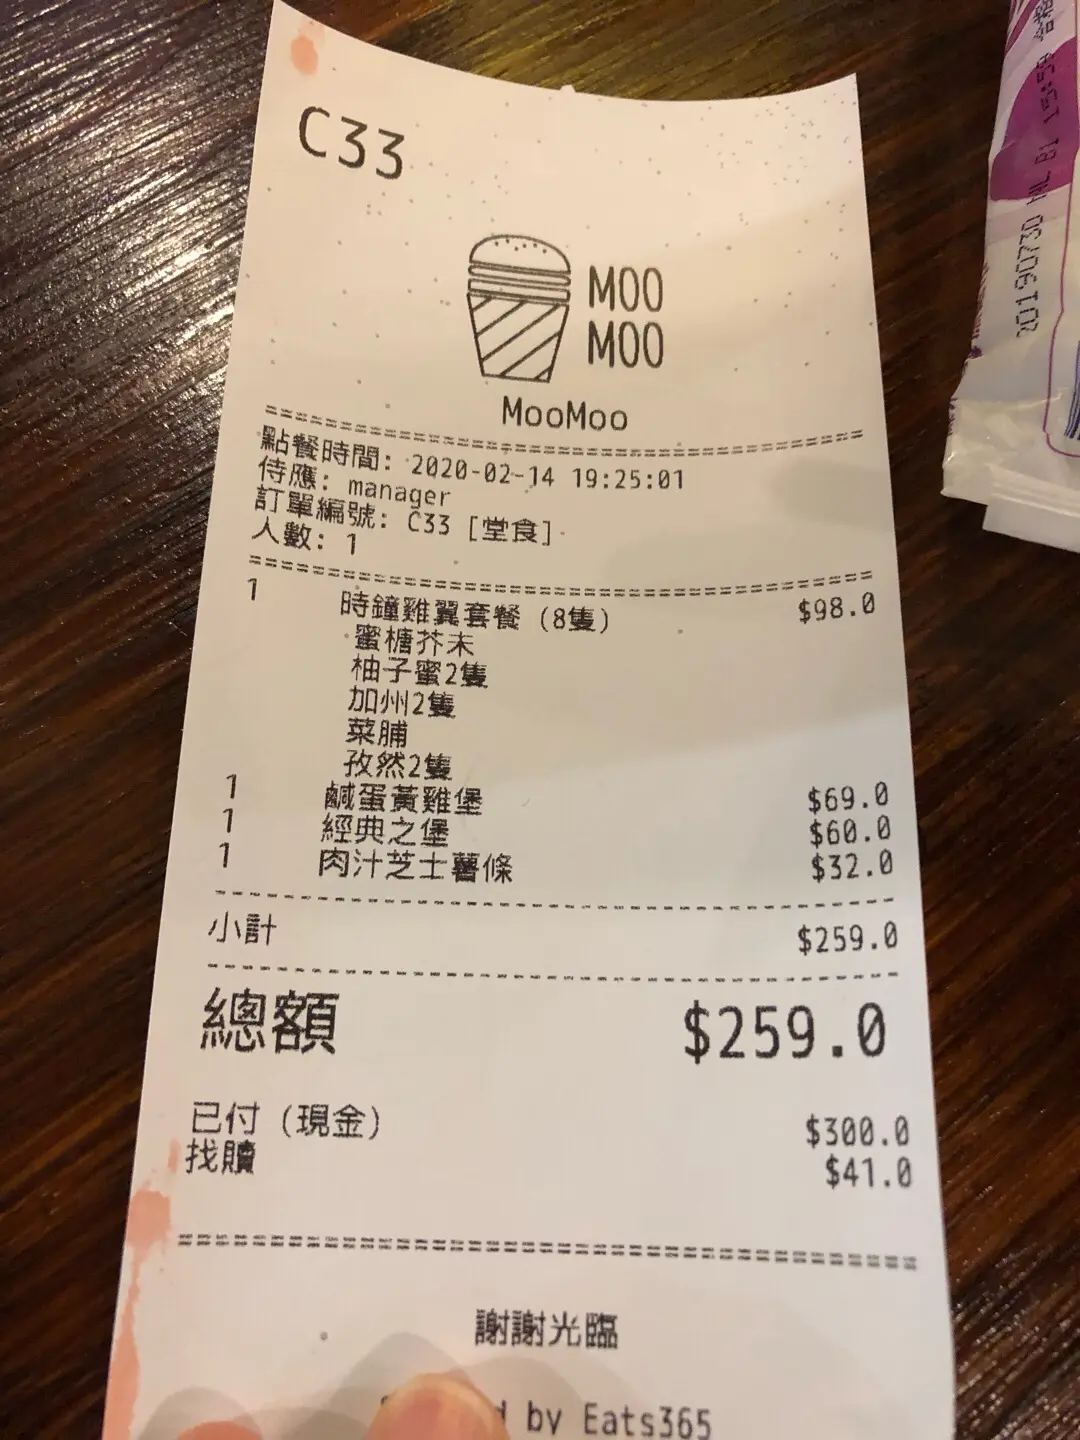 C33
MOO
MOO
MooMoo
點餐時間: 2020-02-14 19:25:01
侍應: manager
訂單編號: C33 [堂食]
人數: 1
1 時鐘雞翼套餐 (8隻) $98.0
蜜糖芥末
柚子蜜2隻
加州2隻
菜脯
孜然2隻
1 鹹蛋黃雞堡 $69.0
1 經典之堡 $60.0
1 肉汁芝士薯條 $32.0
小計 $259.0
總額 $259.0
已付 (現金) $300.0
找贖 $41.0
謝謝光臨
by Eats365
20190730 HL B1 15:59